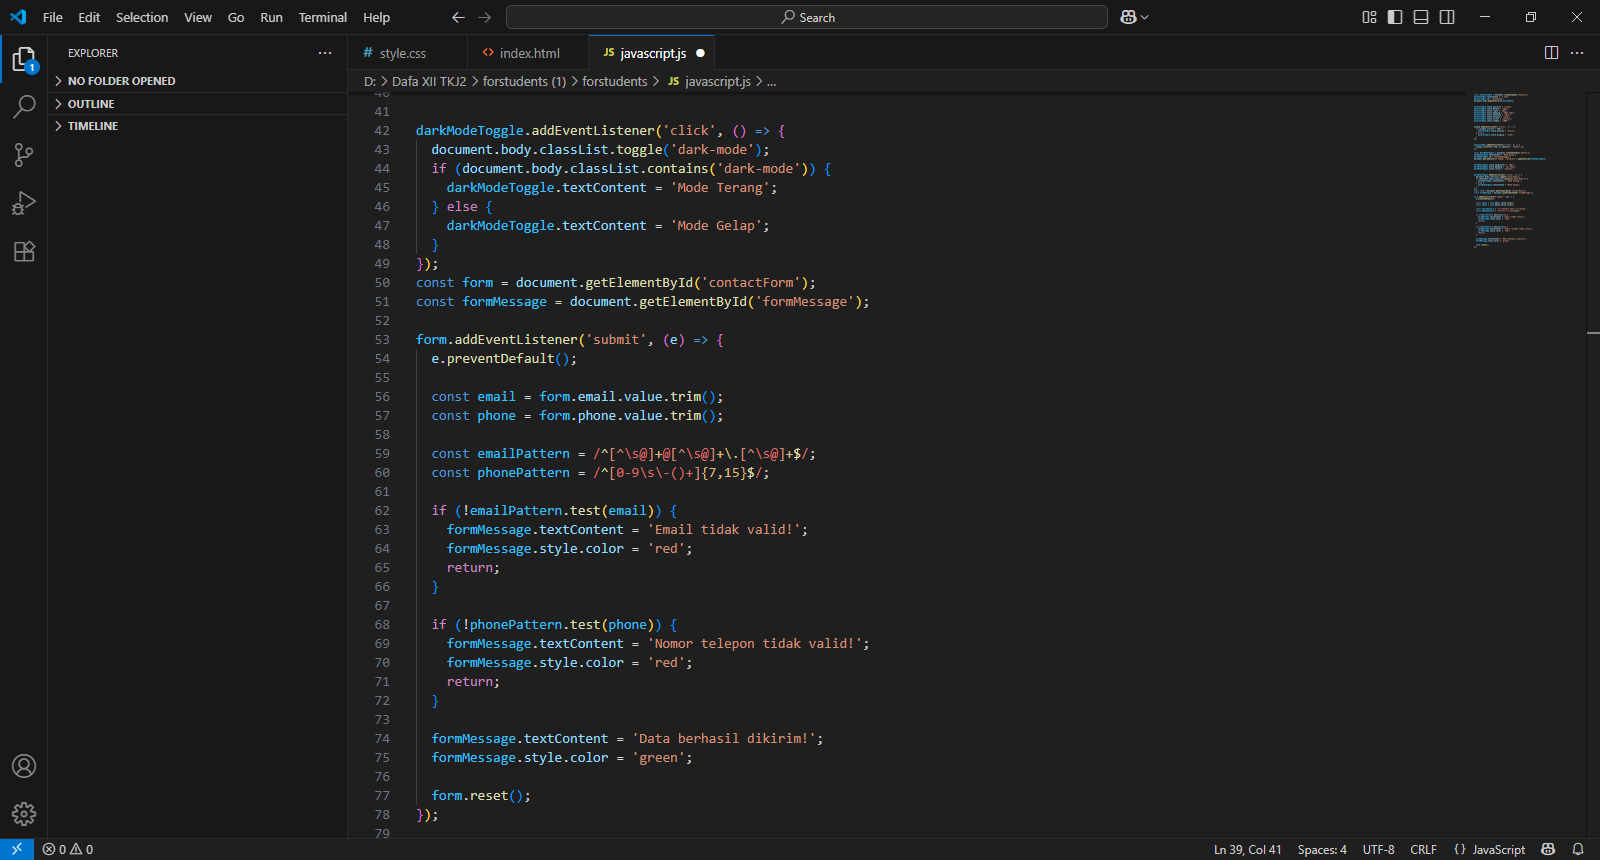 File Edit Selection View Go Run Terminal Help
Search
EXPLORER
1
NO FOLDER OPENED
OUTLINE
TIMELINE
# style.css
<> index.html
JS javascript.js
D: > Dafa XII TKJ2 > forstudents (1) > forstudents > JS javascript.js > ...
40
41
42 darkModeToggle.addEventListener('click', () => {
43 document.body.classList.toggle('dark-mode');
44 if (document.body.classList.contains('dark-mode')) {
45 darkModeToggle.textContent = 'Mode Terang';
46 } else {
47 darkModeToggle.textContent = 'Mode Gelap';
48 }
49 });
50 const form = document.getElementById('contactForm');
51 const formMessage = document.getElementById('formMessage');
52
53 form.addEventListener('submit', (e) => {
54 e.preventDefault();
55
56 const email = form.email.value.trim();
57 const phone = form.phone.value.trim();
58
59 const emailPattern = /^[^\s@]+@[^\s@]+\.[^\s@]+$/;
60 const phonePattern = /^[0-9\s\-()+]{7,15}$/;
61
62 if (!emailPattern.test(email)) {
63 formMessage.textContent = 'Email tidak valid!';
64 formMessage.style.color = 'red';
65 return;
66 }
67
68 if (!phonePattern.test(phone)) {
69 formMessage.textContent = 'Nomor telepon tidak valid!';
70 formMessage.style.color = 'red';
71 return;
72 }
73
74 formMessage.textContent = 'Data berhasil dikirim!';
75 formMessage.style.color = 'green';
76
77 form.reset();
78 });
79
0 0
Ln 39, Col 41 Spaces: 4 UTF-8 CRLF {} JavaScript